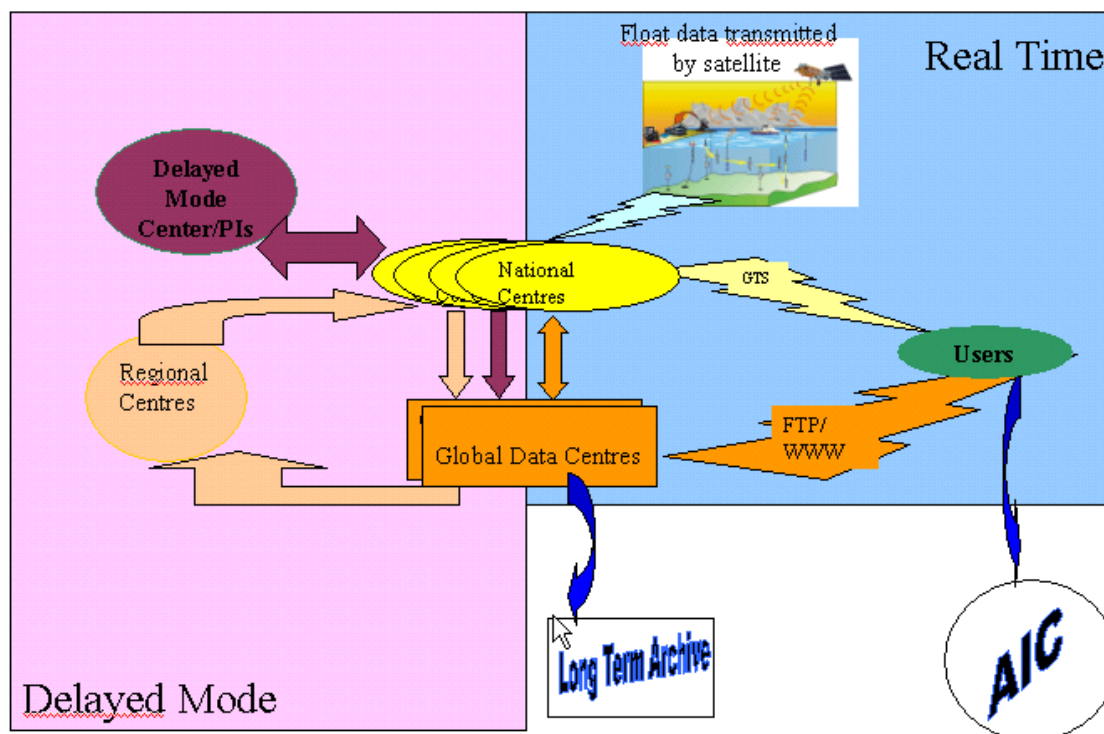 Float data transmitted
by satellite
Real Time
Delayed
Mode
Center/PIs
National
Centres
GTS
Users
Regional
Centres
FTP/
WWW
Global Data Centres
Long Term Archive
AIC
Delayed Mode